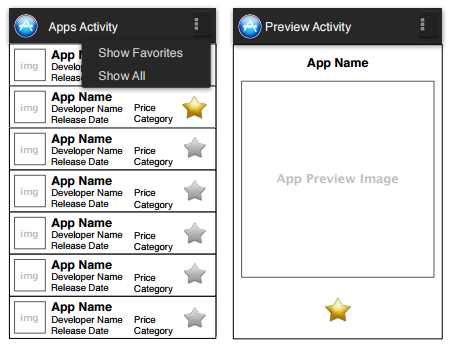 Apps Activity
Show Favorites
Show All
img
App Name
Developer Name
Release Date
img
App Name
Developer Name
Release Date
Price
Category
img
App Name
Developer Name
Release Date
Price
Category
img
App Name
Developer Name
Release Date
Price
Category
img
App Name
Developer Name
Release Date
Price
Category
img
App Name
Developer Name
Release Date
Price
Category
img
App Name
Developer Name
Release Date
Price
Category
Preview Activity
App Name
App Preview Image